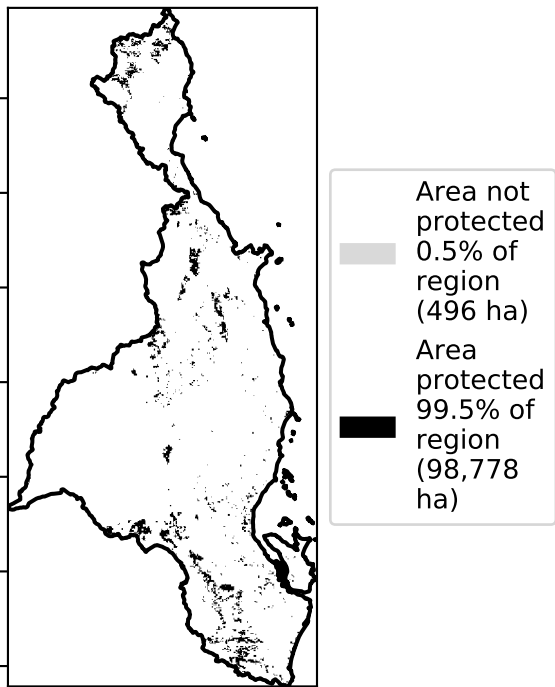 Area not
protected
0.5% of
region
(496 ha)
Area
protected
99.5% of
region
(98,778
ha)